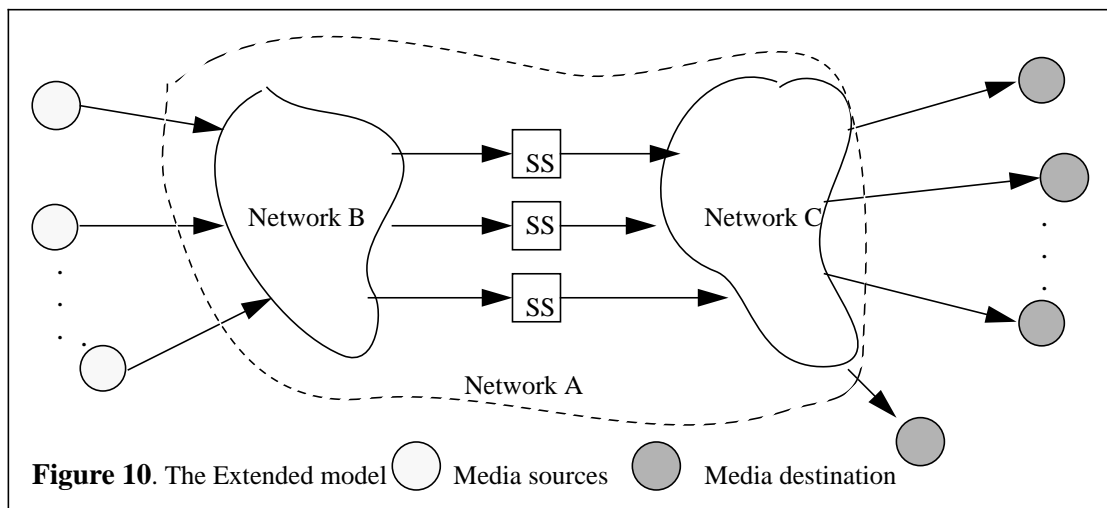 SS
Network B
SS
Network C
SS
Network A
Figure 10. The Extended model
Media sources
Media destination